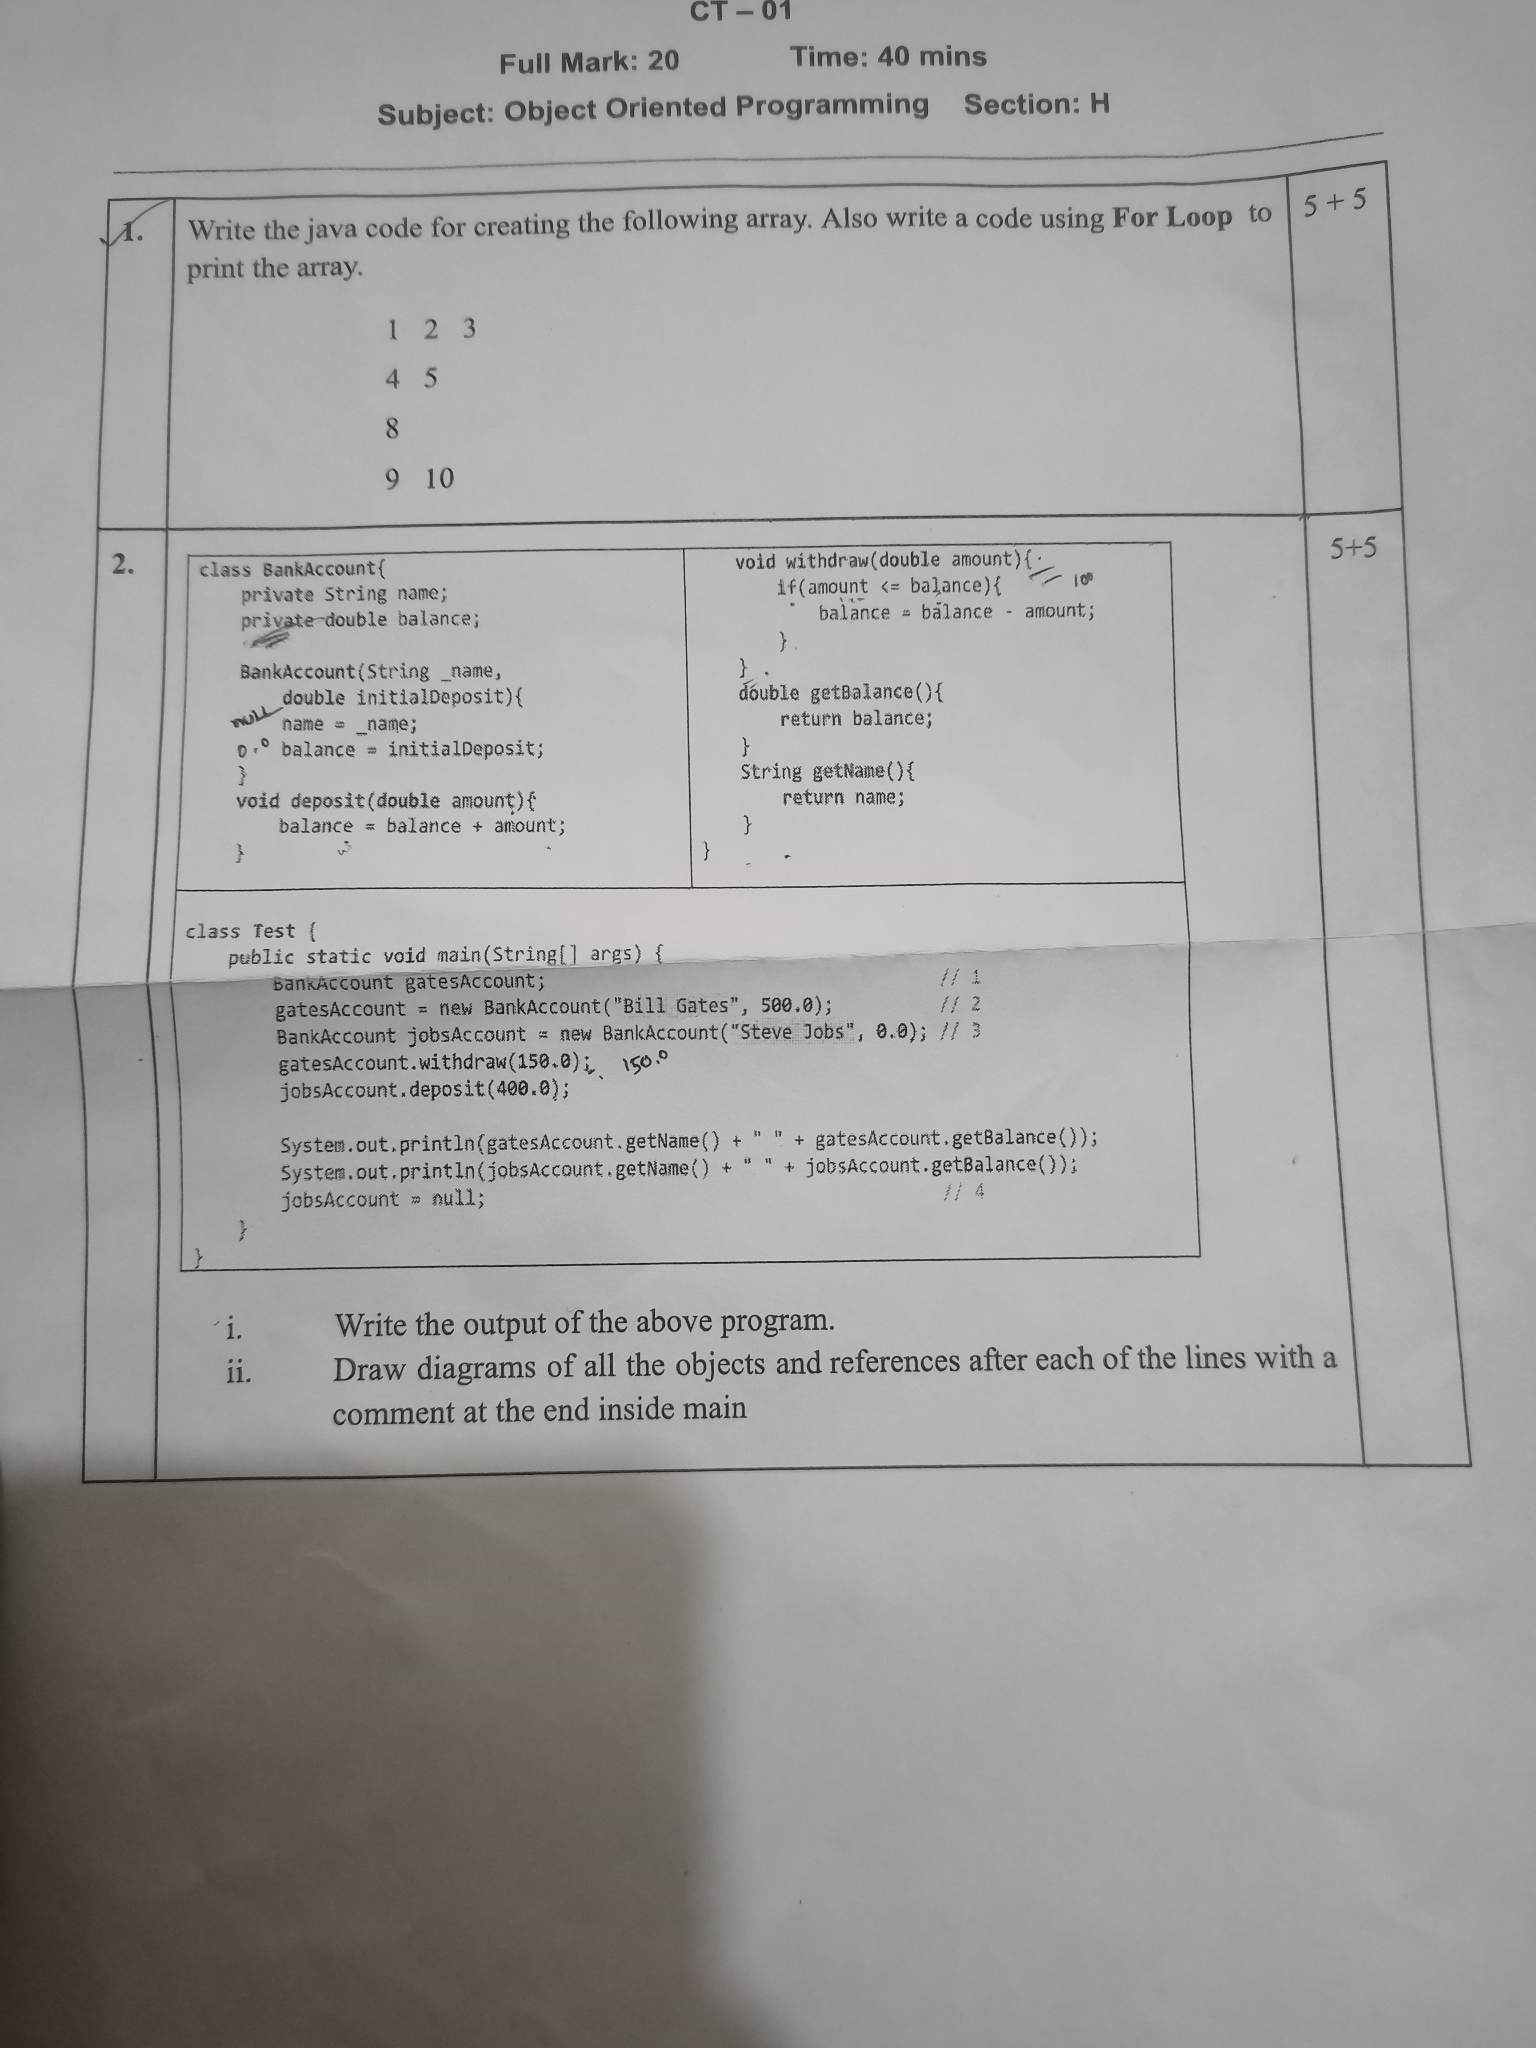 CT – 01
Full Mark: 20 Time: 40 mins
Subject: Object Oriented Programming Section: H
1. Write the java code for creating the following array. Also write a code using For Loop to 5 + 5
print the array.
1 2 3
4 5
8
9 10
2. 5+5
class BankAccount{
private String name;
private double balance;
BankAccount(String _name,
double initialDeposit){
null name = _name;
0.0 balance = initialDeposit;
}
void deposit(double amount){
balance = balance + amount;
}
void withdraw(double amount){
if(amount <= balance){
balance = balance - amount;
}
}
double getBalance(){
return balance;
}
String getName(){
return name;
}
}
class Test {
public static void main(String[] args) {
BankAccount gatesAccount; // 1
gatesAccount = new BankAccount("Bill Gates", 500.0); // 2
BankAccount jobsAccount = new BankAccount("Steve Jobs", 0.0); // 3
gatesAccount.withdraw(150.0); 150.0
jobsAccount.deposit(400.0);
System.out.println(gatesAccount.getName() + " " + gatesAccount.getBalance());
System.out.println(jobsAccount.getName() + " " + jobsAccount.getBalance());
jobsAccount = null; // 4
}
}
i. Write the output of the above program.
ii. Draw diagrams of all the objects and references after each of the lines with a
comment at the end inside main